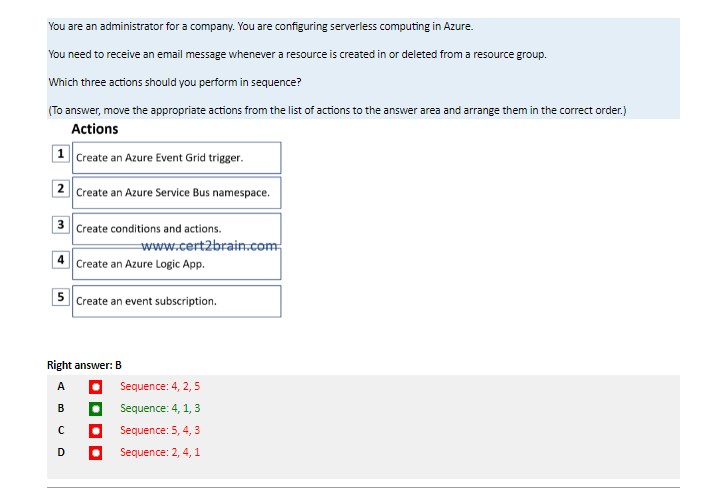 You are an administrator for a company. You are configuring serverless computing in Azure.
You need to receive an email message whenever a resource is created in or deleted from a resource group.
Which three actions should you perform in sequence?
(To answer, move the appropriate actions from the list of actions to the answer area and arrange them in the correct order.)
Actions
1 Create an Azure Event Grid trigger.
2 Create an Azure Service Bus namespace.
3 Create conditions and actions.
www.cert2brain.com
4 Create an Azure Logic App.
5 Create an event subscription.
Right answer: B
A Sequence: 4, 2, 5
B Sequence: 4, 1, 3
C Sequence: 5, 4, 3
D Sequence: 2, 4, 1